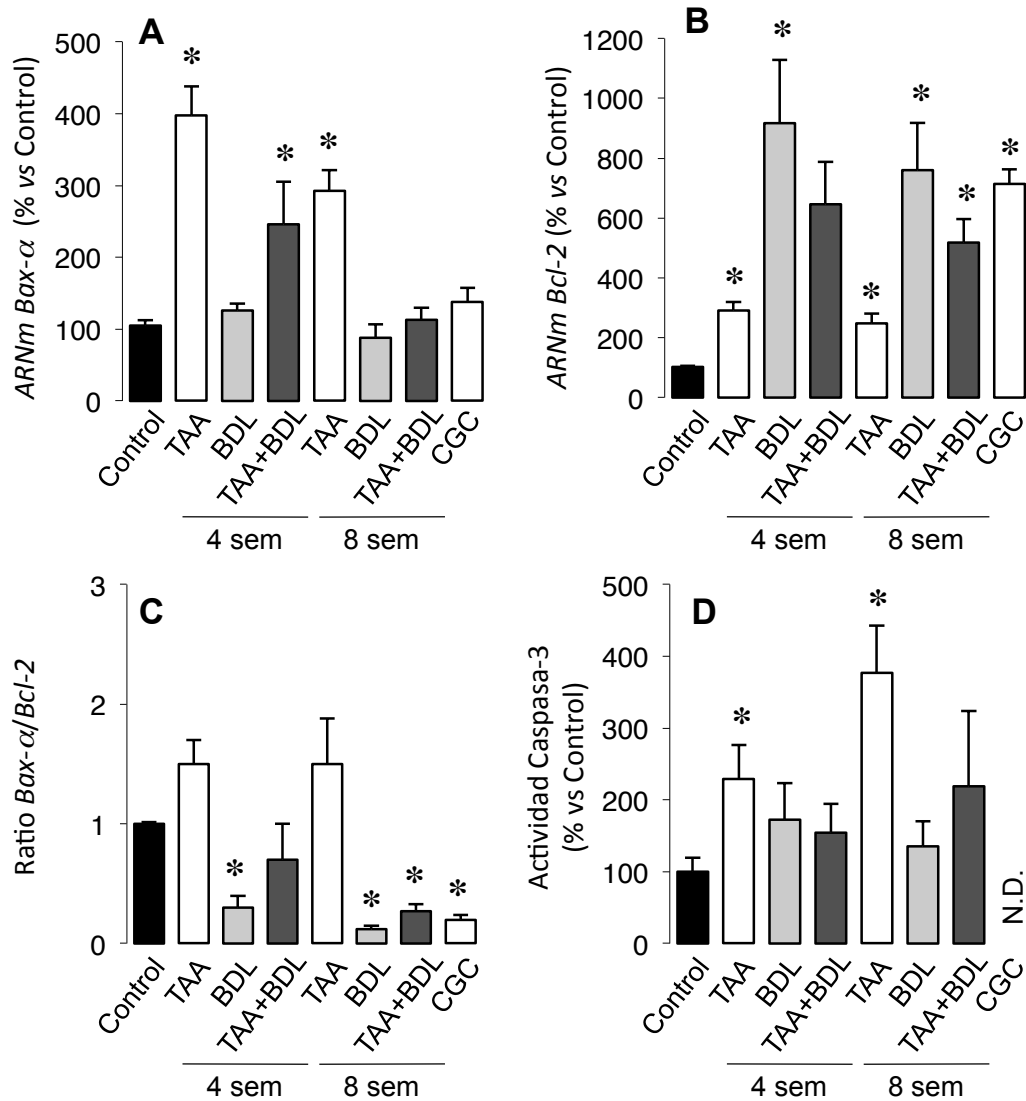 A
ARNm Bax-α (% vs Control)
500
400
300
200
100
0
*
*
*
Control
TAA
BDL
TAA+BDL
TAA
BDL
TAA+BDL
CGC
4 sem
8 sem
B
ARNm Bcl-2 (% vs Control)
1200
1000
800
600
400
200
0
*
*
*
*
*
*
Control
TAA
BDL
TAA+BDL
TAA
BDL
TAA+BDL
CGC
4 sem
8 sem
C
Ratio Bax-α/Bcl-2
3
2
1
0
*
*
*
*
Control
TAA
BDL
TAA+BDL
TAA
BDL
TAA+BDL
CGC
4 sem
8 sem
D
Actividad Caspasa-3
(% vs Control)
500
400
300
200
100
0
*
*
N.D.
Control
TAA
BDL
TAA+BDL
TAA
BDL
TAA+BDL
CGC
4 sem
8 sem